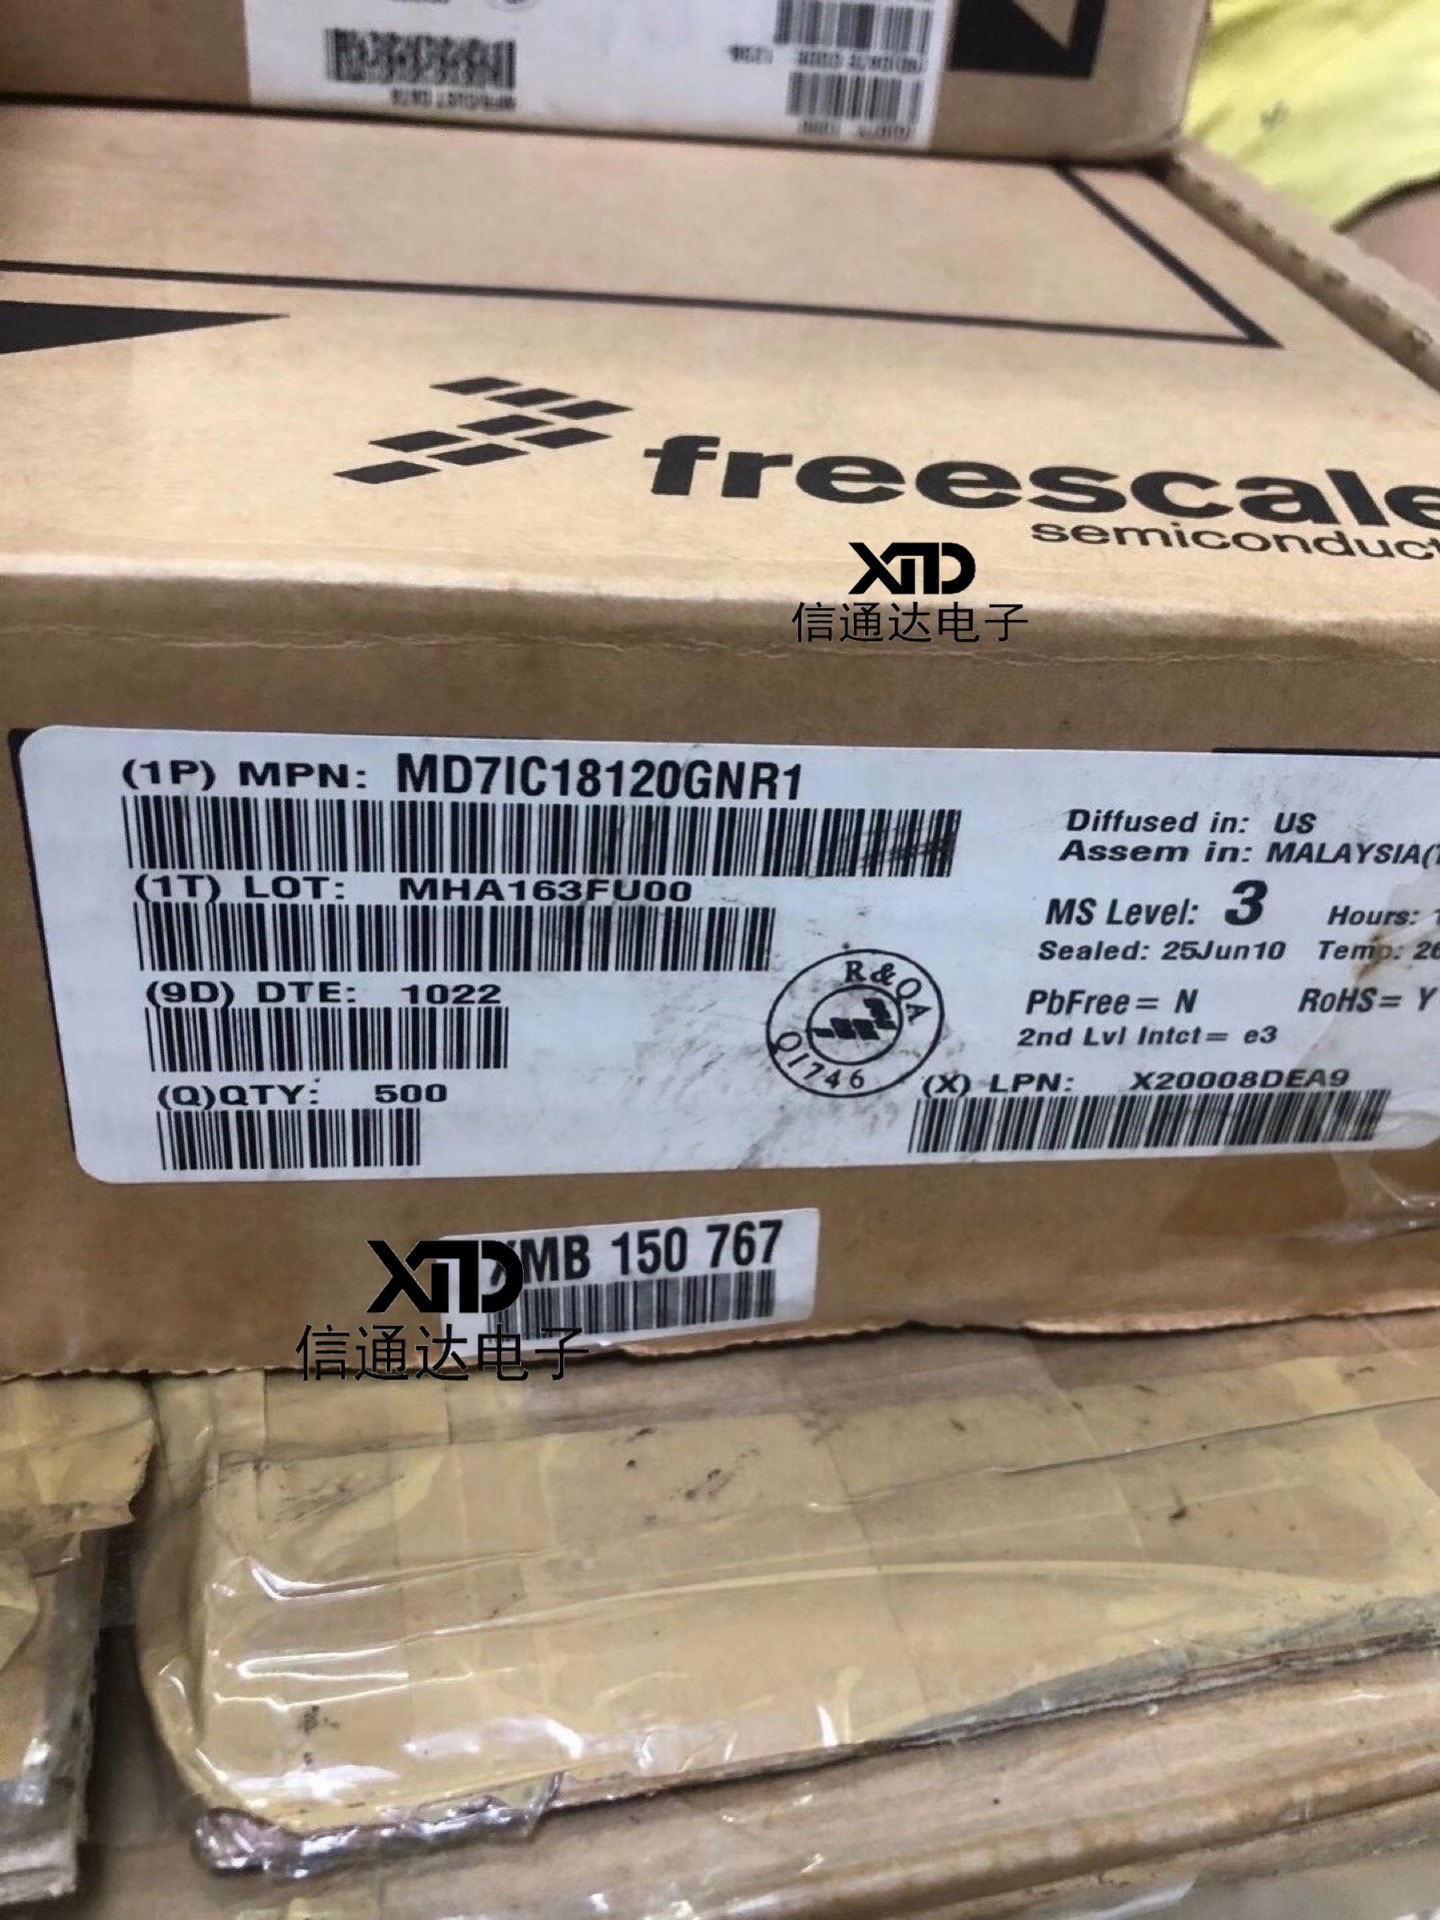 freescale
semiconduct
XTD
信通达电子
(1P) MPN: MD7IC18120GNR1
(1T) LOT: MHA163FU00
(9D) DTE: 1022
(Q)QTY: 500
R&QA
QI746
Diffused in: US
Assem in: MALAYSIA(
MS Level: 3 Hours:
Sealed: 25Jun10 Temp: 26
PbFree= N RoHS= Y
2nd Lvl Intct= e3
(X) LPN: X20008DEA9
XMB 150 767
XTD
信通达电子